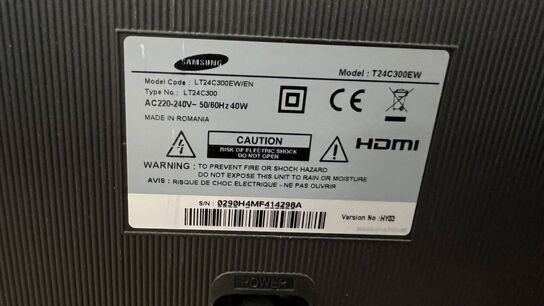 SAMSUNG
Model : T24C300EW
Model Code : LT24C300EW/EN
Type No. : LT24C300
AC220-240V~ 50/60Hz 40W
MADE IN ROMANIA
CE
CAUTION
RISK OF ELECTRIC SHOCK
DO NOT OPEN
HDMI
WARNING : TO PREVENT FIRE OR SHOCK HAZARD
DO NOT EXPOSE THIS UNIT TO RAIN OR MOISTURE
AVIS : RISQUE DE CHOC ELECTRIQUE - NE PAS OUVRIR
S/N : 0290H4MF414298A
Version No :HY03
POWER